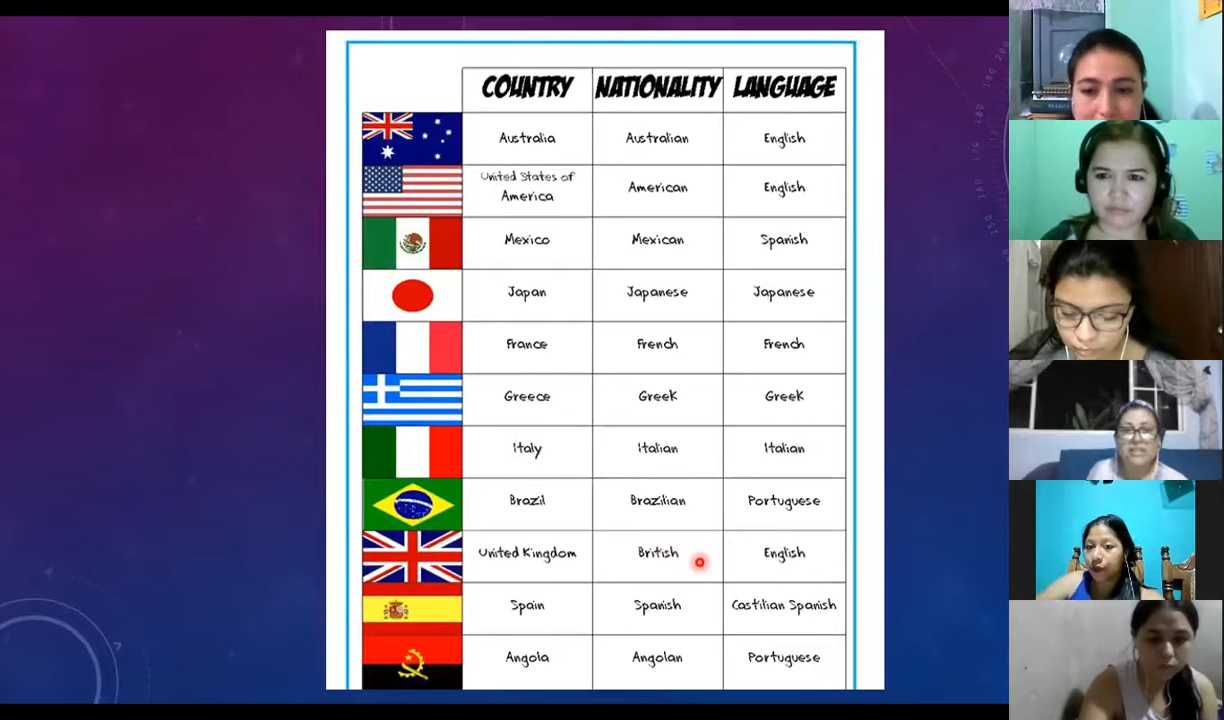 COUNTRY NATIONALITY LANGUAGE
Australia Australian English
United States of
America American English
Mexico Mexican Spanish
Japan Japanese Japanese
France French French
Greece Greek Greek
Italy Italian Italian
Brazil Brazilian Portuguese
United Kingdom British English
Spain Spanish Castilian Spanish
Angola Angolan Portuguese